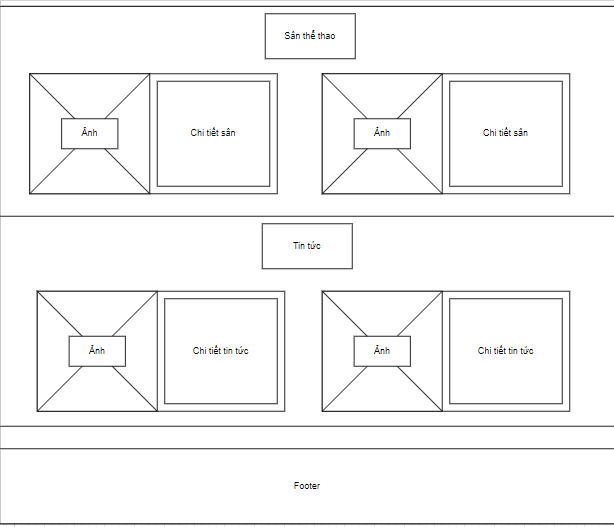 Sân thể thao
Ảnh
Chi tiết sân
Ảnh
Chi tiết sân
Tin tức
Ảnh
Chi tiết tin tức
Ảnh
Chi tiết tin tức
Footer